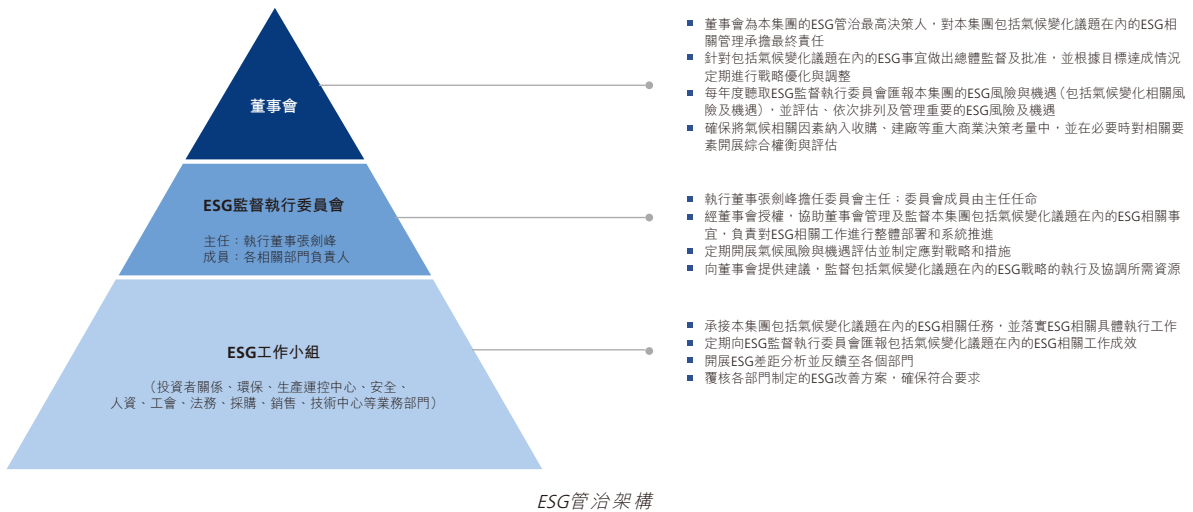 董事會
■ 董事會為本集團的ESG管治最高決策人，對本集團包括氣候變化議題在內的ESG相
關管理承擔最終責任
■ 針對包括氣候變化議題在內的ESG事宜做出總體監督及批准，並根據目標達成情況
定期進行戰略優化與調整
■ 每年度聽取ESG監督執行委員會匯報本集團的ESG風險與機遇（包括氣候變化相關風
險及機遇），並評估、依次排列及管理重要的ESG風險及機遇
■ 確保將氣候相關因素納入收購、建廠等重大商業決策考量中，並在必要時對相關要
素開展綜合權衡與評估
ESG監督執行委員會
主任：執行董事張劍峰
成員：各相關部門負責人
■ 執行董事張劍峰擔任委員會主任；委員會成員由主任任命
■ 經董事會授權，協助董事會管理及監督本集團包括氣候變化議題在內的ESG相關事
宜，負責對ESG相關工作進行整體部署和系統推進
■ 定期開展氣候風險與機遇評估並制定應對戰略和措施
■ 向董事會提供建議，監督包括氣候變化議題在內的ESG戰略的執行及協調所需資源
ESG工作小組
（投資者關係、環保、生產運控中心、安全、
人資、工會、法務、採購、銷售、技術中心等業務部門）
■ 承接本集團包括氣候變化議題在內的ESG相關任務，並落實ESG相關具體執行工作
■ 定期向ESG監督執行委員會匯報包括氣候變化議題在內的ESG相關工作成效
■ 開展ESG差距分析並反饋至各個部門
■ 覆核各部門制定的ESG改善方案，確保符合要求
ESG管治架構